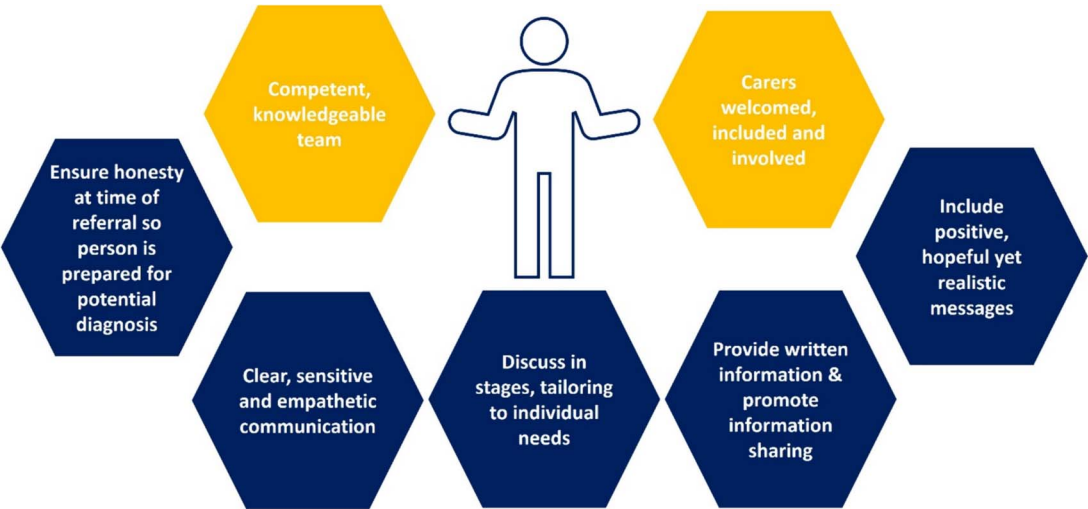 Competent,
knowledgeable
team
Carers
welcomed,
included and
involved
Ensure honesty
at time of
referral so
person is
prepared for
potential
diagnosis
Include
positive,
hopeful yet
realistic
messages
Clear, sensitive
and empathetic
communication
Discuss in
stages, tailoring
to individual
needs
Provide written
information &
promote
information
sharing